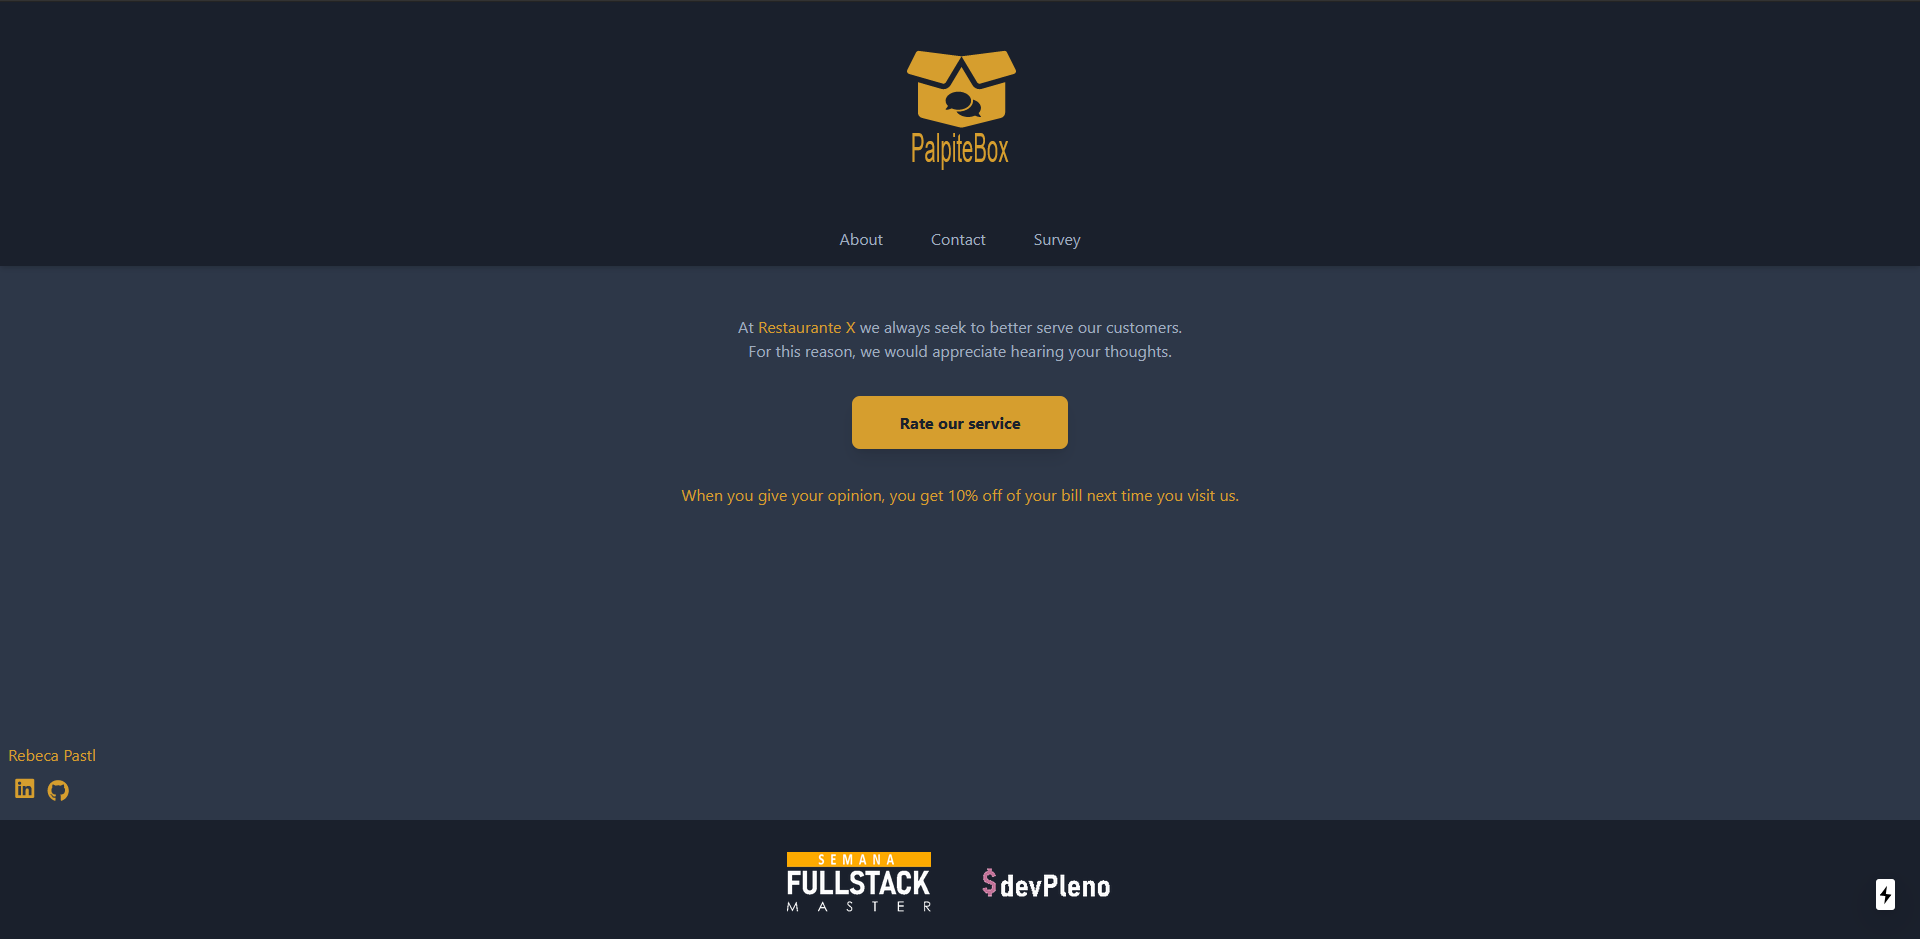 PalpiteBox
About Contact Survey
At Restaurante X we always seek to better serve our customers.
For this reason, we would appreciate hearing your thoughts.
Rate our service
When you give your opinion, you get 10% off of your bill next time you visit us.
Rebeca Pastl
in
SEMANA
FULLSTACK
MASTER
$devPleno